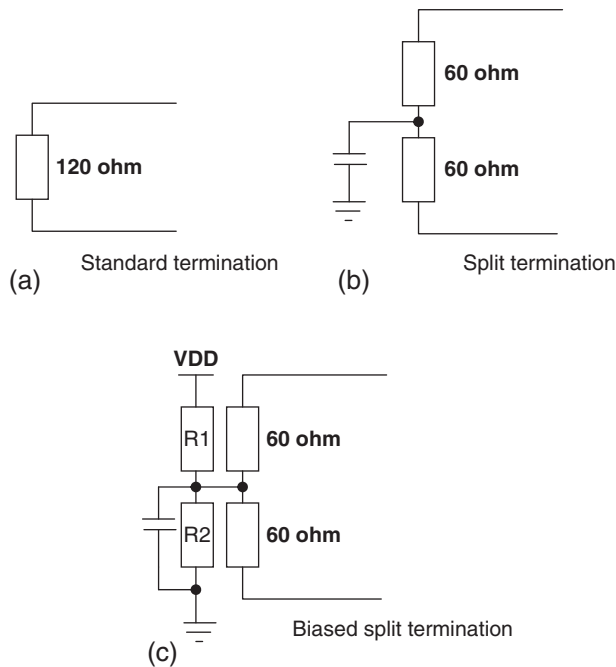 60 ohm
120 ohm
60 ohm
(a)
Standard termination
(b)
Split termination
VDD
R1
60 ohm
R2
60 ohm
(c)
Biased split termination